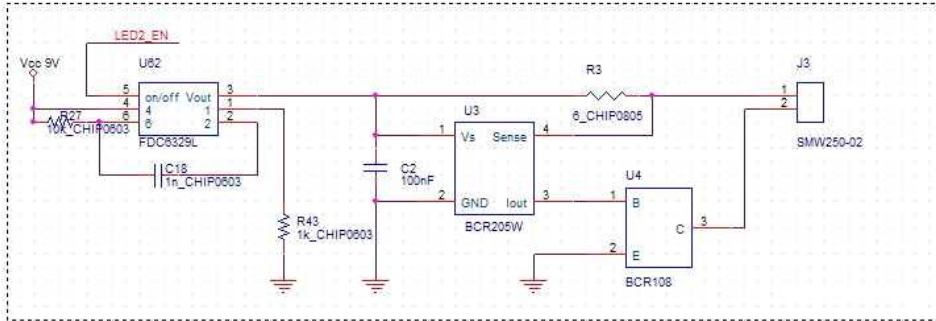 LED2_EN
Vcc 9V
U62
5 on/off Vout 3
4 4 1 1
6 6 2 2
R27
10k_CHIP0603
FDC6329L
C18
1n_CHIP0603
R43
1k_CHIP0603
C2
100nF
U3
1 Vs Sense 4
2 GND Iout 3
BCR205W
R3
6_CHIP0805
J3
1
2
SMW250-02
U4
1 B
C 3
2 E
BCR108